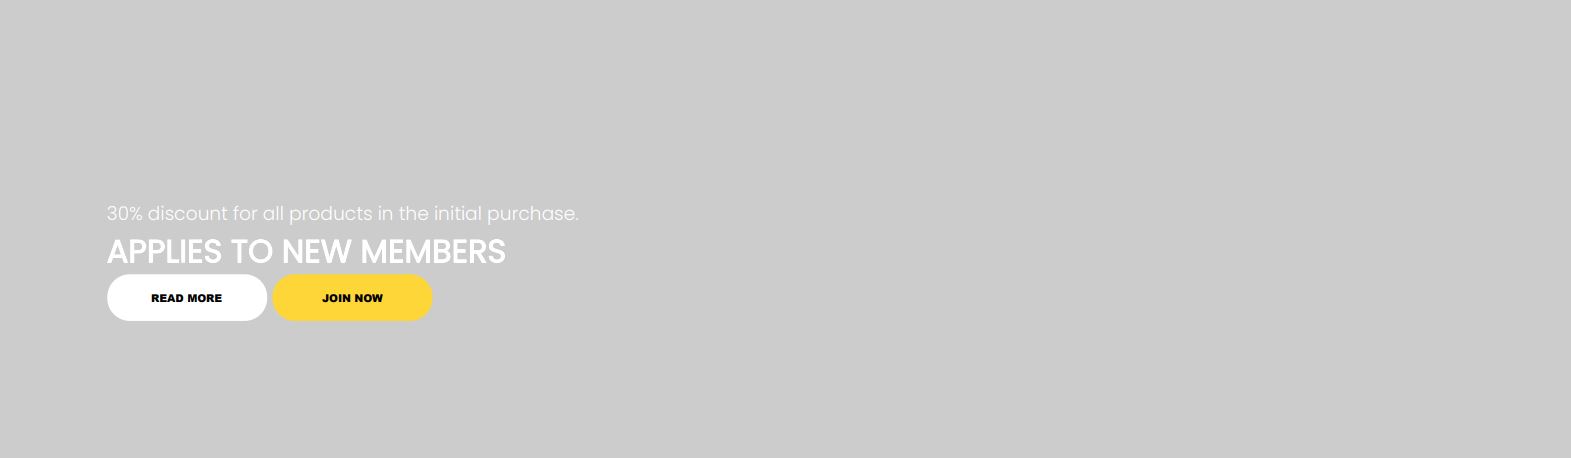 30% discount for all products in the initial purchase.
APPLIES TO NEW MEMBERS
READ MORE JOIN NOW